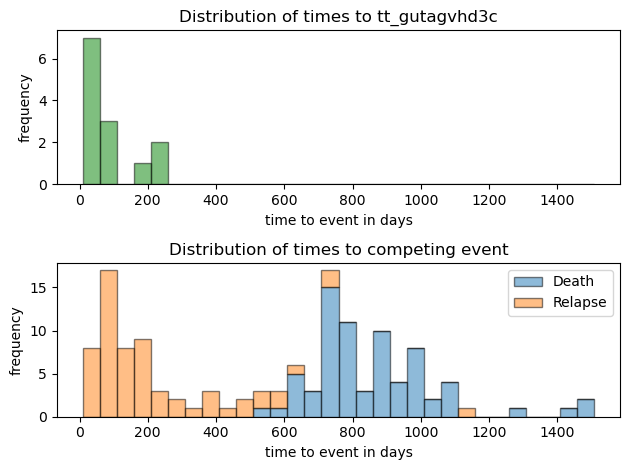 Distribution of times to tt_gutagvhd3c
6
4
2
0
frequency
0 200 400 600 800 1000 1200 1400
time to event in days
Distribution of times to competing event
15
10
5
0
frequency
Death
Relapse
0 200 400 600 800 1000 1200 1400
time to event in days